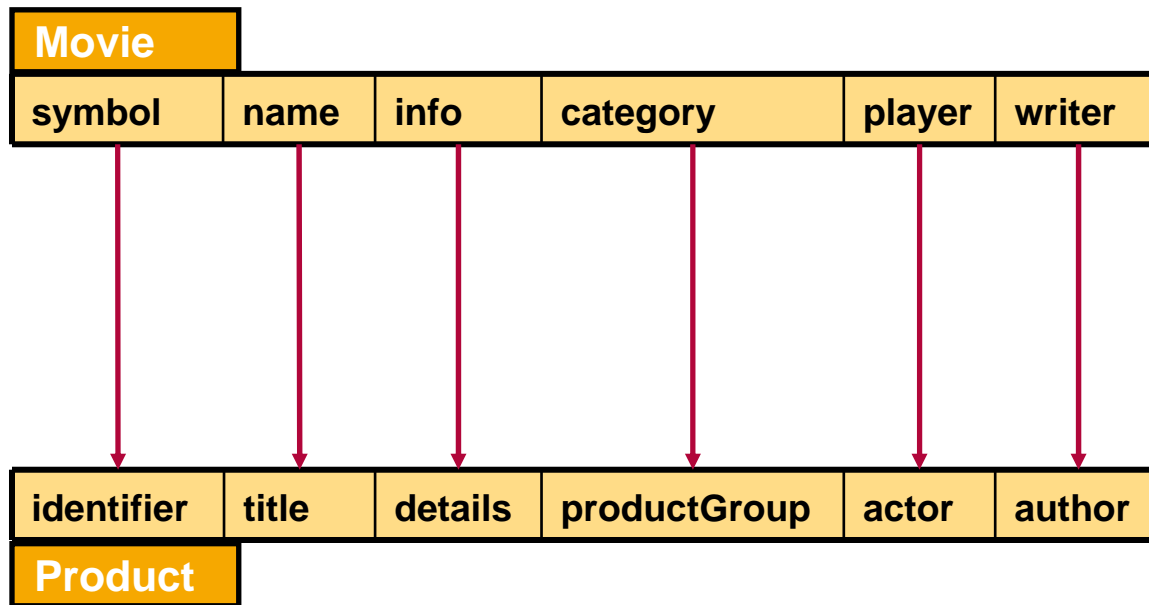 Movie
symbol name info category player writer
identifier title details productGroup actor author
Product